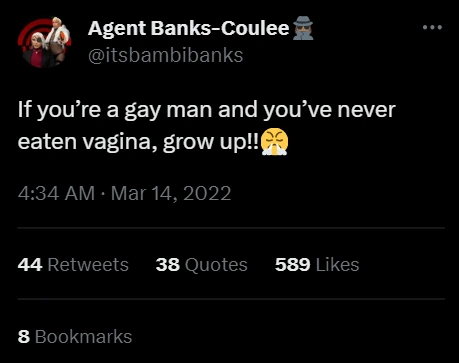 Agent Banks-Coulee🕵🏽
@itsbambibanks
If you're a gay man and you've never
eaten vagina, grow up!!😤
4:34 AM · Mar 14, 2022
44 Retweets 38 Quotes 589 Likes
8 Bookmarks